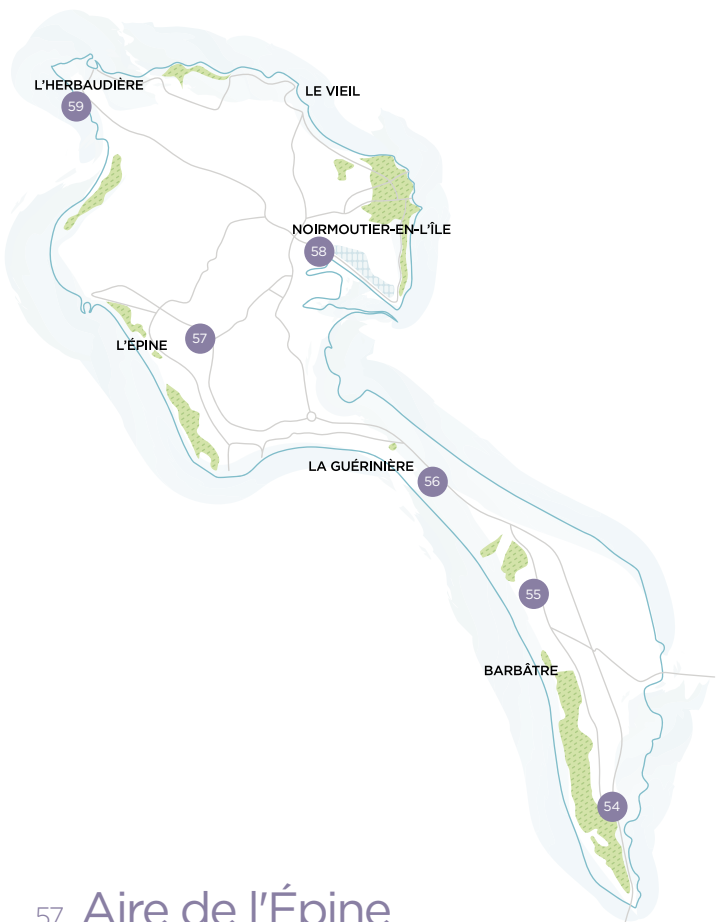 L'HERBAUDIÈRE
59
LE VIEIL
NOIRMOUTIER-EN-L'ÎLE
58
57
L'ÉPINE
LA GUÉRINIÈRE
56
55
BARBÂTRE
54
57 Aire de l'Épine